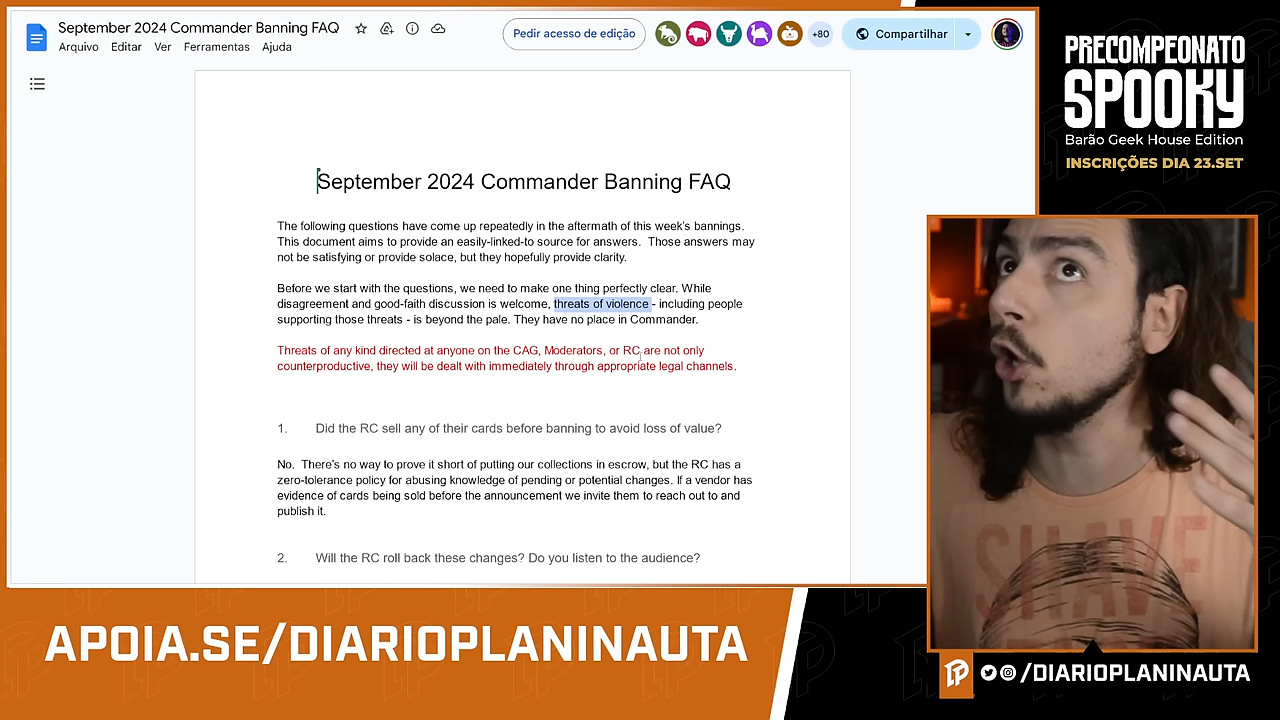 September 2024 Commander Banning FAQ
Arquivo Editar Ver Ferramentas Ajuda
Pedir acesso de edição
+80
Compartilhar
September 2024 Commander Banning FAQ
The following questions have come up repeatedly in the aftermath of this week's bannings.
This document aims to provide an easily-linked-to source for answers.  Those answers may
not be satisfying or provide solace, but they hopefully provide clarity.
Before we start with the questions, we need to make one thing perfectly clear. While
disagreement and good-faith discussion is welcome, threats of violence - including people
supporting those threats - is beyond the pale. They have no place in Commander.
Threats of any kind directed at anyone on the CAG, Moderators, or RC are not only
counterproductive, they will be dealt with immediately through appropriate legal channels.
1. Did the RC sell any of their cards before banning to avoid loss of value?
No.  There's no way to prove it short of putting our collections in escrow, but the RC has a
zero-tolerance policy for abusing knowledge of pending or potential changes. If a vendor has
evidence of cards being sold before the announcement we invite them to reach out to and
publish it.
2. Will the RC roll back these changes? Do you listen to the audience?
PRECOMPEONATO
SPOOKY
Barão Geek House Edition
INSCRIÇÕES DIA 23.SET
SHAVE
APOIA.SE/DIARIOPLANINAUTA
/DIARIOPLANINAUTA